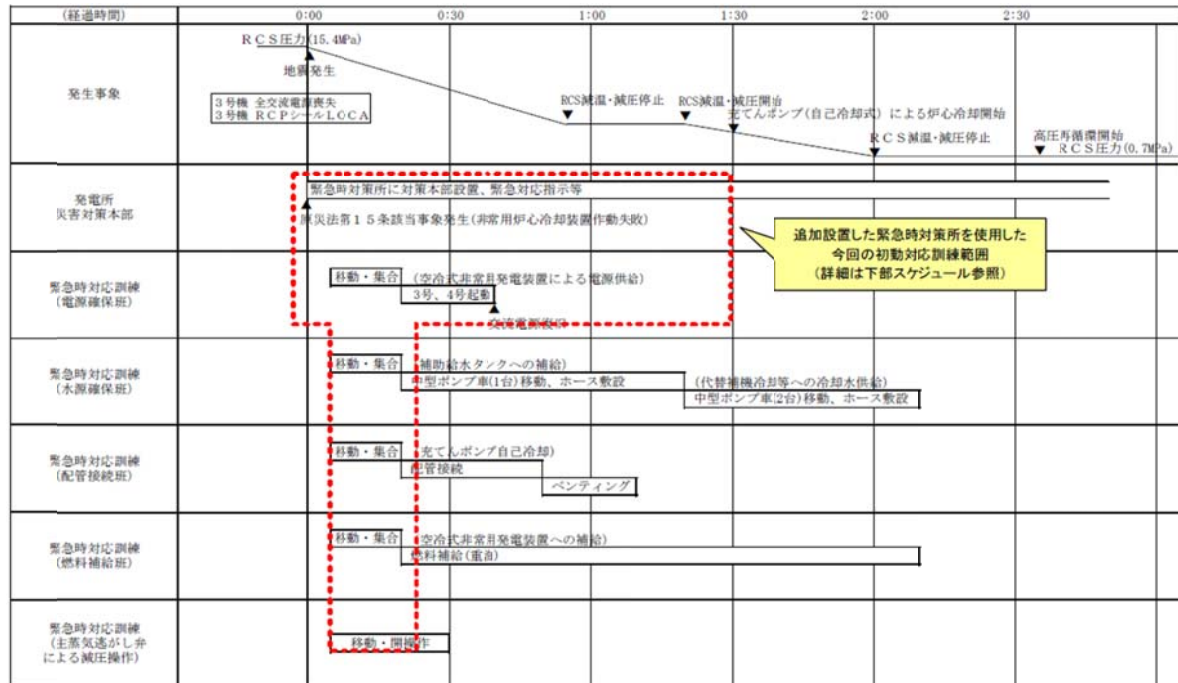 (経過時間)
0:00
0:30
1:00
1:30
2:00
2:30
発生事象
RCS圧力(15.4MPa)
地震発生
3号機 全交流電源喪失
3号機 RCPシールLOCA
RCS減温・減圧停止
RCS減温・減圧開始
充てんポンプ(自己冷却式)による炉心冷却開始
RCS減温・減圧停止
高圧再循環開始
RCS圧力(0.7MPa)
発電所
災害対策本部
緊急時対策所に対策本部設置、緊急対応指示等
原災法第15条該当事象発生(非常用炉心冷却装置作動失敗)
追加設置した緊急時対策所を使用した
今回の初動対応訓練範囲
(詳細は下部スケジュール参照)
緊急時対応訓練
(電源確保班)
移動・集合
(空冷式非常用発電装置による電源供給)
3号、4号起動
交流電源復旧
緊急時対応訓練
(水源確保班)
移動・集合
補助給水タンクへの補給)
中型ポンプ車(1台)移動、ホース敷設
(代替補機冷却等への冷却水供給)
中型ポンプ車(2台)移動、ホース敷設
緊急時対応訓練
(配管接続班)
移動・集合
充てんポンプ自己冷却)
配管接続
ベンティング
緊急時対応訓練
(燃料補給班)
移動・集合
空冷式非常用発電装置への補給)
燃料補給(重油)
緊急時対応訓練
(主蒸気逃がし弁
による減圧操作)
移動・開操作